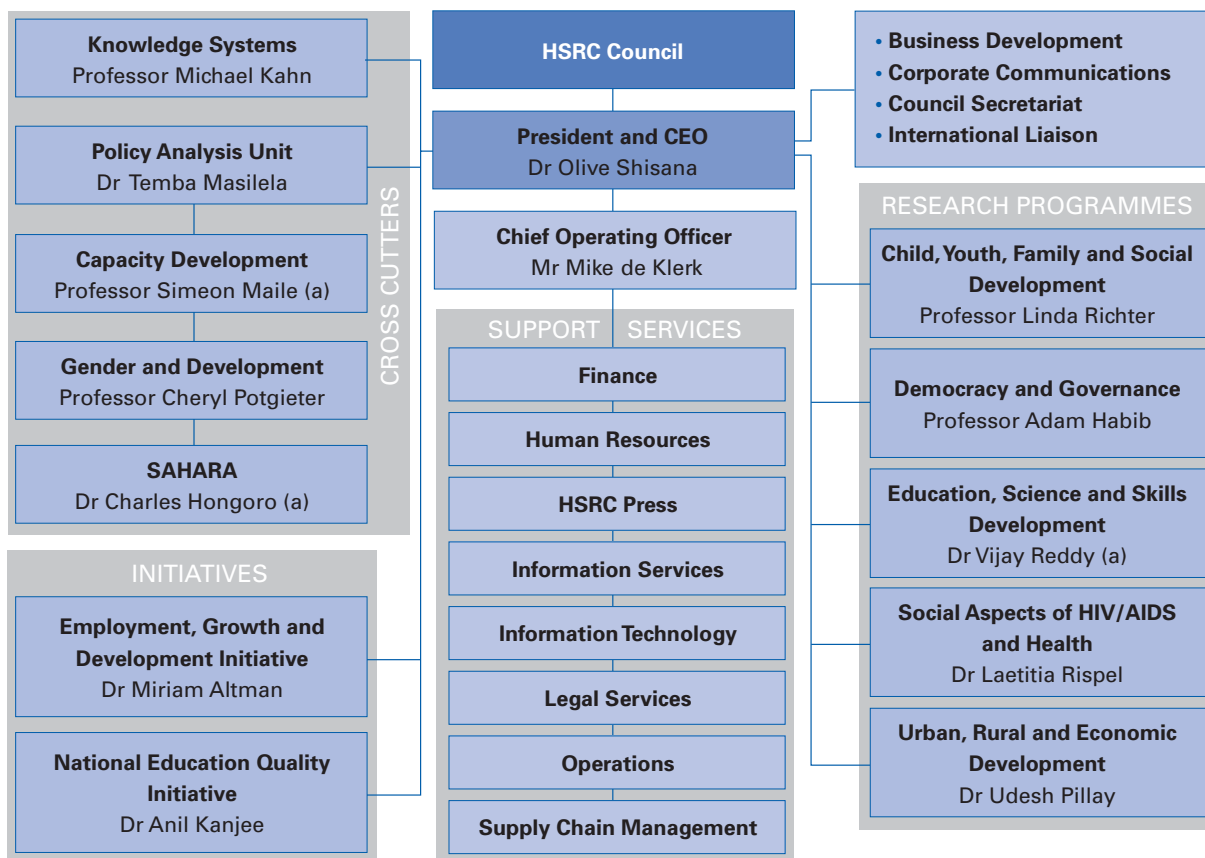 Knowledge Systems
Professor Michael Kahn
Policy Analysis Unit
Dr Temba Masilela
Capacity Development
Professor Simeon Maile (a)
Gender and Development
Professor Cheryl Potgieter
SAHARA
Dr Charles Hongoro (a)
CROSS CUTTERS
INITIATIVES
Employment, Growth and
Development Initiative
Dr Miriam Altman
National Education Quality
Initiative
Dr Anil Kanjee
HSRC Council
President and CEO
Dr Olive Shisana
Chief Operating Officer
Mr Mike de Klerk
SUPPORT SERVICES
Finance
Human Resources
HSRC Press
Information Services
Information Technology
Legal Services
Operations
Supply Chain Management
• Business Development
• Corporate Communications
• Council Secretariat
• International Liaison
RESEARCH PROGRAMMES
Child, Youth, Family and Social
Development
Professor Linda Richter
Democracy and Governance
Professor Adam Habib
Education, Science and Skills
Development
Dr Vijay Reddy (a)
Social Aspects of HIV/AIDS
and Health
Dr Laetitia Rispel
Urban, Rural and Economic
Development
Dr Udesh Pillay